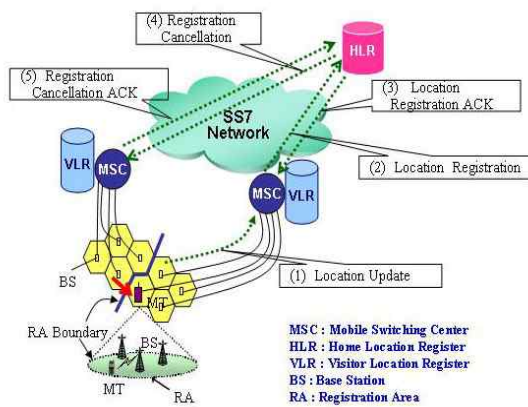 (4) Registration
Cancellation
HLR
(5) Registration
Cancellation ACK
(3) Location
Registration ACK
SS7
Network
(2) Location Registration
VLR
MSC
MSC
VLR
BS
(1) Location Update
MT
RA Boundary
BS
MT
RA
MSC : Mobile Switching Center
HLR : Home Location Register
VLR : Visitor Location Register
BS : Base Station
RA : Registration Area